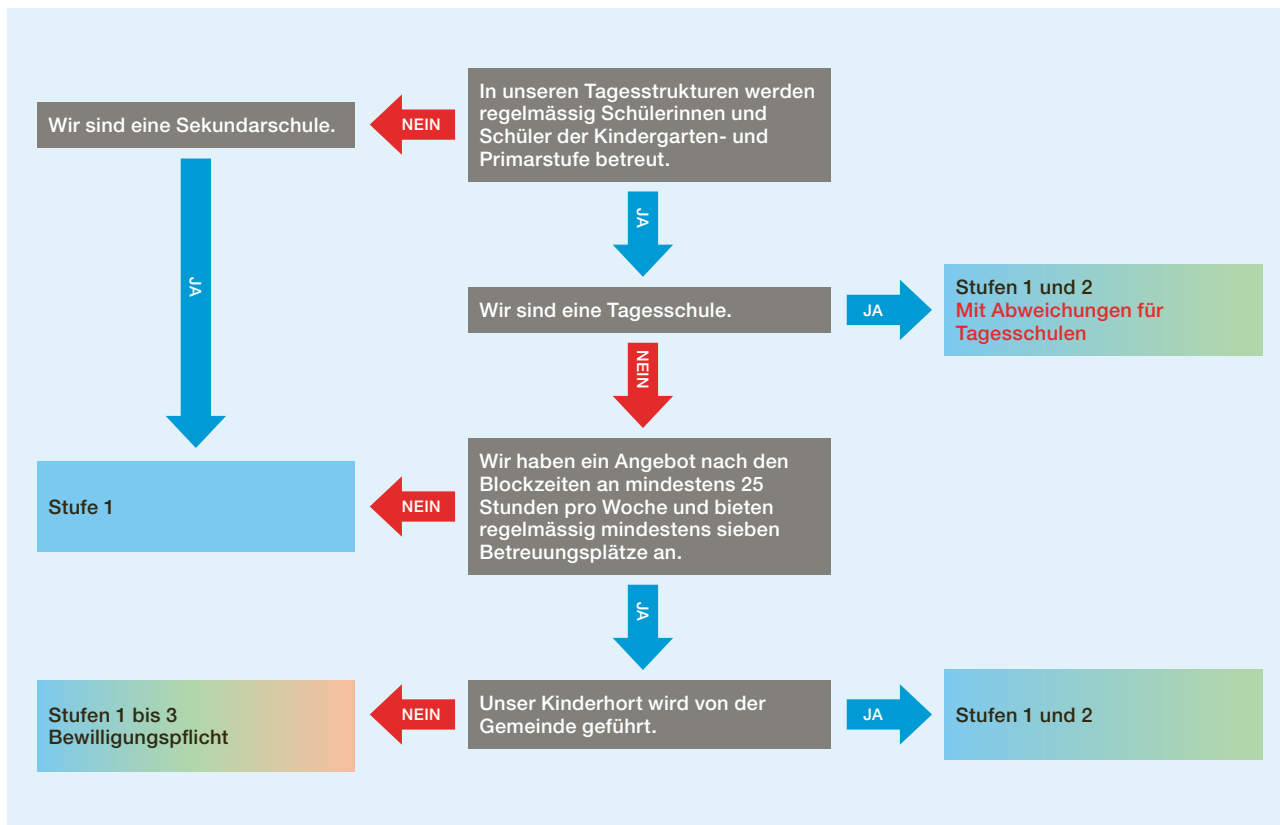 In unseren Tagesstrukturen werden
regelmässig Schülerinnen und
Schüler der Kindergarten- und
Primarstufe betreut.
NEIN
Wir sind eine Sekundarschule.
JA
JA
Wir sind eine Tagesschule.
JA
Stufen 1 und 2
Mit Abweichungen für
Tagesschulen
NEIN
Wir haben ein Angebot nach den
Blockzeiten an mindestens 25
Stunden pro Woche und bieten
regelmässig mindestens sieben
Betreuungsplätze an.
NEIN
Stufe 1
JA
Unser Kinderhort wird von der
Gemeinde geführt.
NEIN
Stufen 1 bis 3
Bewilligungspflicht
JA
Stufen 1 und 2